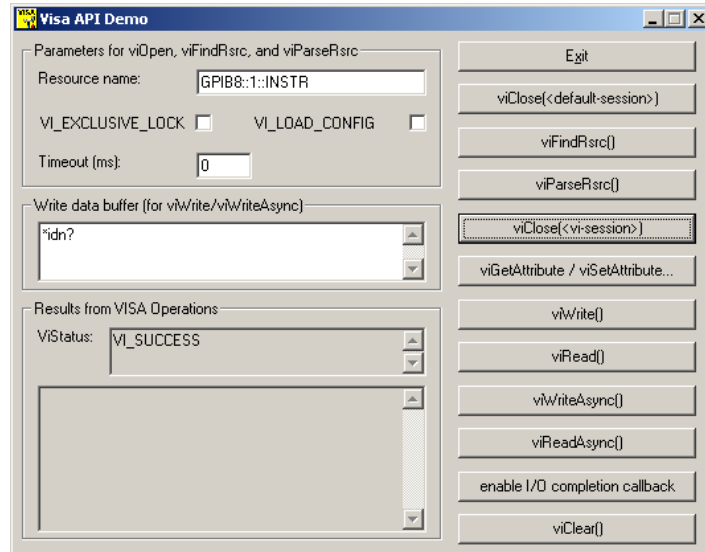 Visa API Demo
Parameters for viOpen, viFindRsrc, and viParseRsrc
Resource name: GPIB8::1::INSTR
VI_EXCLUSIVE_LOCK VI_LOAD_CONFIG
Timeout (ms): 0
Write data buffer (for viWrite/viWriteAsync)
*idn?
Results from VISA Operations
ViStatus: VI_SUCCESS
Exit
viClose(<default-session>)
viFindRsrc()
viParseRsrc()
viClose(<vi-session>)
viGetAttribute / viSetAttribute...
viWrite()
viRead()
viWriteAsync()
viReadAsync()
enable I/O completion callback
viClear()